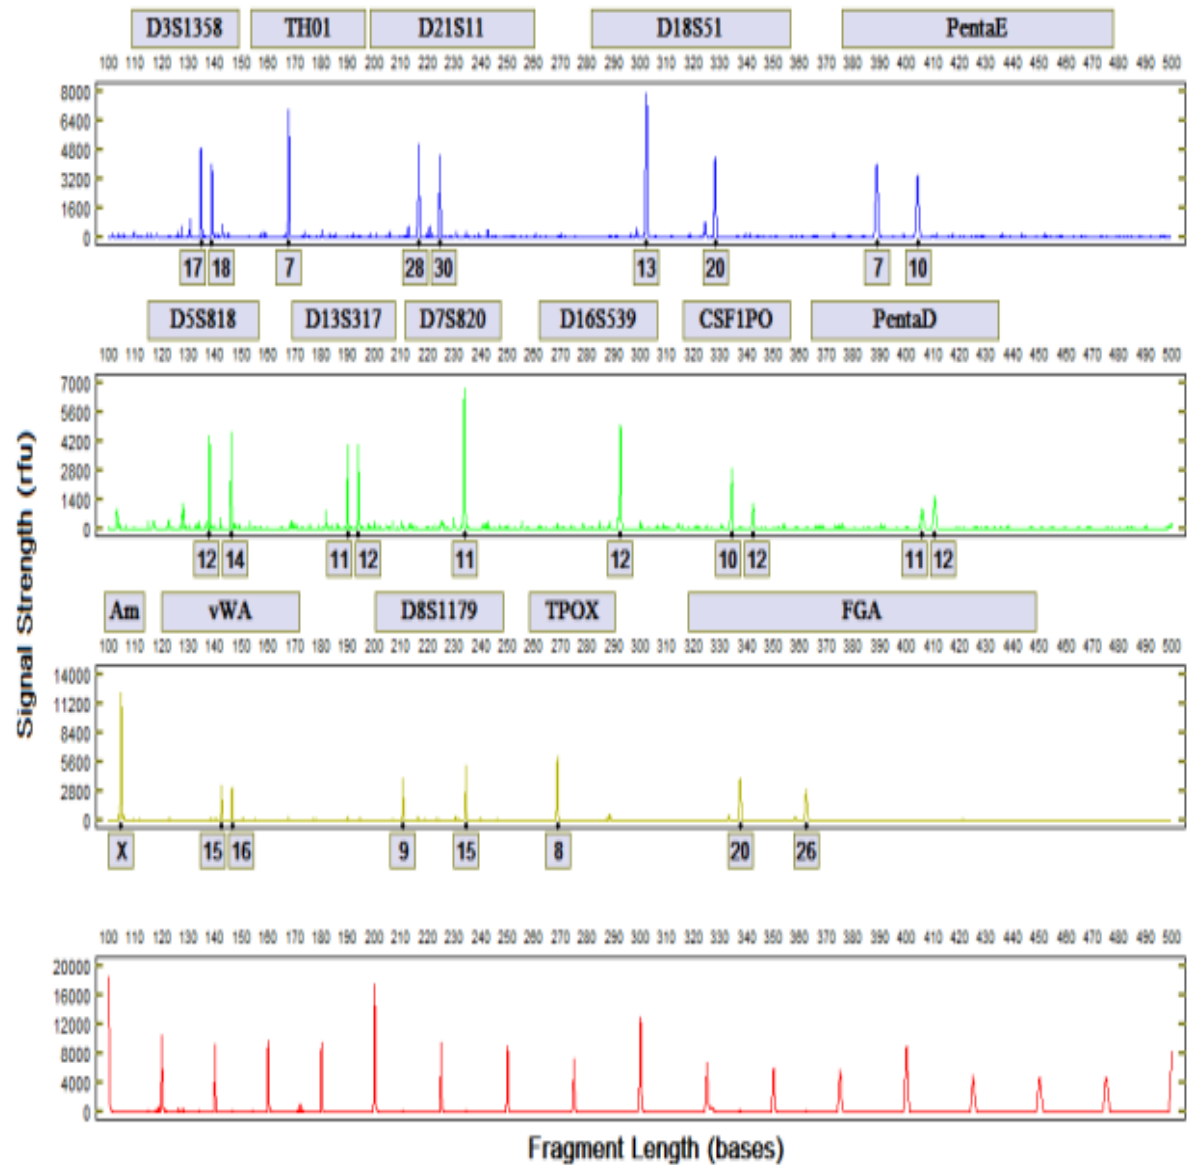 D3S1358 TH01 D21S11 D18S51 PentaE
100 110 120 130 140 150 160 170 180 190 200 210 220 230 240 250 260 270 280 290 300 310 320 330 340 350 360 370 380 390 400 410 420 430 440 450 460 470 480 490 500
8000
6400
4800
3200
1600
0
17 18 7 28 30 13 20 7 10
D5S818 D13S317 D7S820 D16S539 CSF1PO PentaD
100 110 120 130 140 150 160 170 180 190 200 210 220 230 240 250 260 270 280 290 300 310 320 330 340 350 360 370 380 390 400 410 420 430 440 450 460 470 480 490 500
7000
5600
4200
2800
1400
0
12 14 11 12 11 12 10 12 11 12
Am vWA D8S1179 TPOX FGA
100 110 120 130 140 150 160 170 180 190 200 210 220 230 240 250 260 270 280 290 300 310 320 330 340 350 360 370 380 390 400 410 420 430 440 450 460 470 480 490 500
14000
11200
8400
5600
2800
0
X 15 16 9 15 8 20 26
100 110 120 130 140 150 160 170 180 190 200 210 220 230 240 250 260 270 280 290 300 310 320 330 340 350 360 370 380 390 400 410 420 430 440 450 460 470 480 490 500
20000
16000
12000
8000
4000
0
Signal Strength (rfu)
Fragment Length (bases)